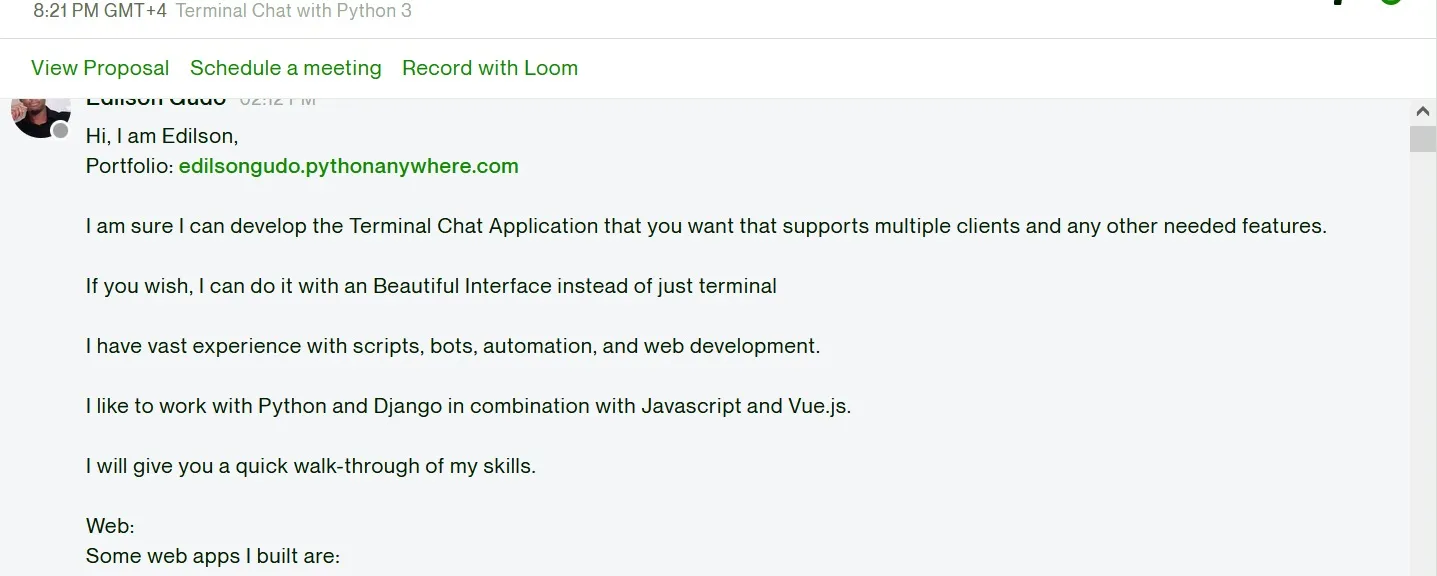 8:21 PM GMT+4 Terminal Chat with Python 3
View Proposal Schedule a meeting Record with Loom
Edilson Gudo 02:12 PM
Hi, I am Edilson,
Portfolio: edilsongudo.pythonanywhere.com
I am sure I can develop the Terminal Chat Application that you want that supports multiple clients and any other needed features.
If you wish, I can do it with an Beautiful Interface instead of just terminal
I have vast experience with scripts, bots, automation, and web development.
I like to work with Python and Django in combination with Javascript and Vue.js.
I will give you a quick walk-through of my skills.
Web:
Some web apps I built are: